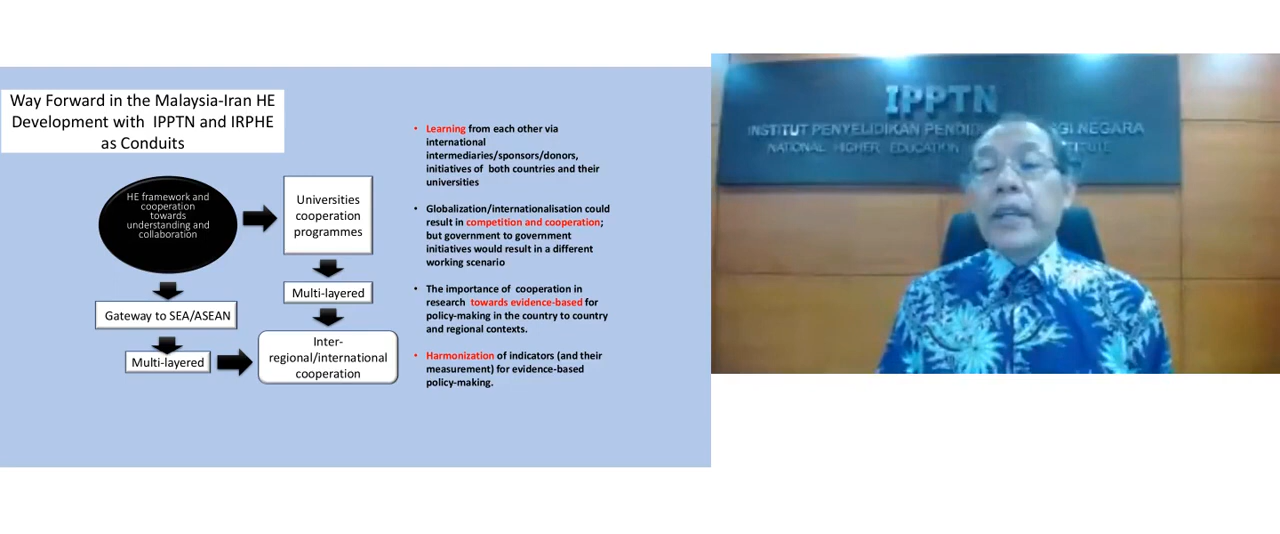 Way Forward in the Malaysia-Iran HE
Development with IPPTN and IRPHE
as Conduits
HE framework and
cooperation
towards
understanding and
collaboration
Universities
cooperation
programmes
Multi-layered
Gateway to SEA/ASEAN
Multi-layered
Inter-
regional/international
cooperation
• Learning from each other via
international
intermediaries/sponsors/donors,
initiatives of both countries and their
universities
• Globalization/internationalisation could
result in competition and cooperation;
but government to government
initiatives would result in a different
working scenario
• The importance of cooperation in
research towards evidence-based for
policy-making in the country to country
and regional contexts.
• Harmonization of indicators (and their
measurement) for evidence-based
policy-making.
IPPTN
INSTITUT PENYELIDIKAN NEGARA
NATIONAL HIGHER EDUCATION